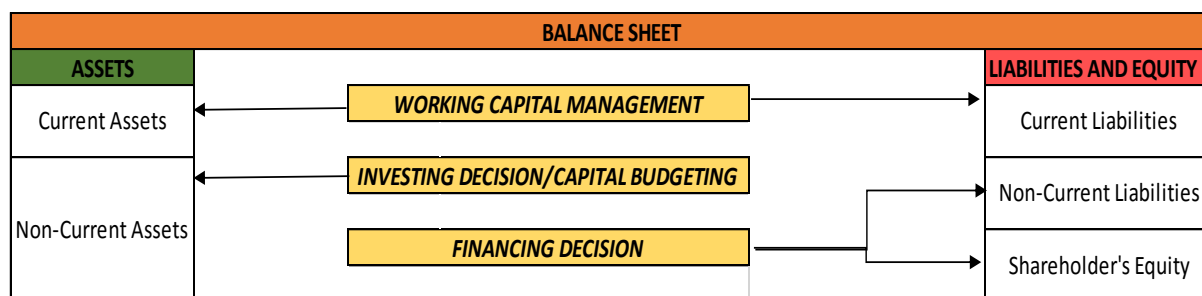 BALANCE SHEET
ASSETS
LIABILITIES AND EQUITY
Current Assets
WORKING CAPITAL MANAGEMENT
Current Liabilities
INVESTING DECISION/CAPITAL BUDGETING
Non-Current Liabilities
Non-Current Assets
FINANCING DECISION
Shareholder's Equity